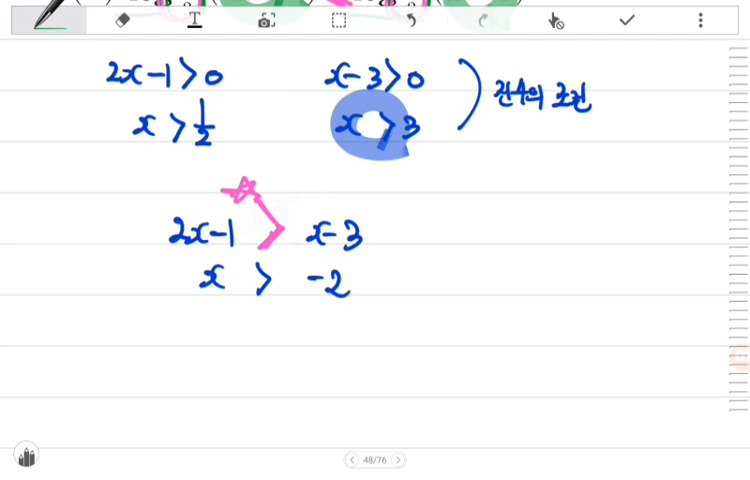 2x-1>0 x-3>0 진수의 조건
x>1/2 x>3
2x-1 > x-3
x > -2
48/76